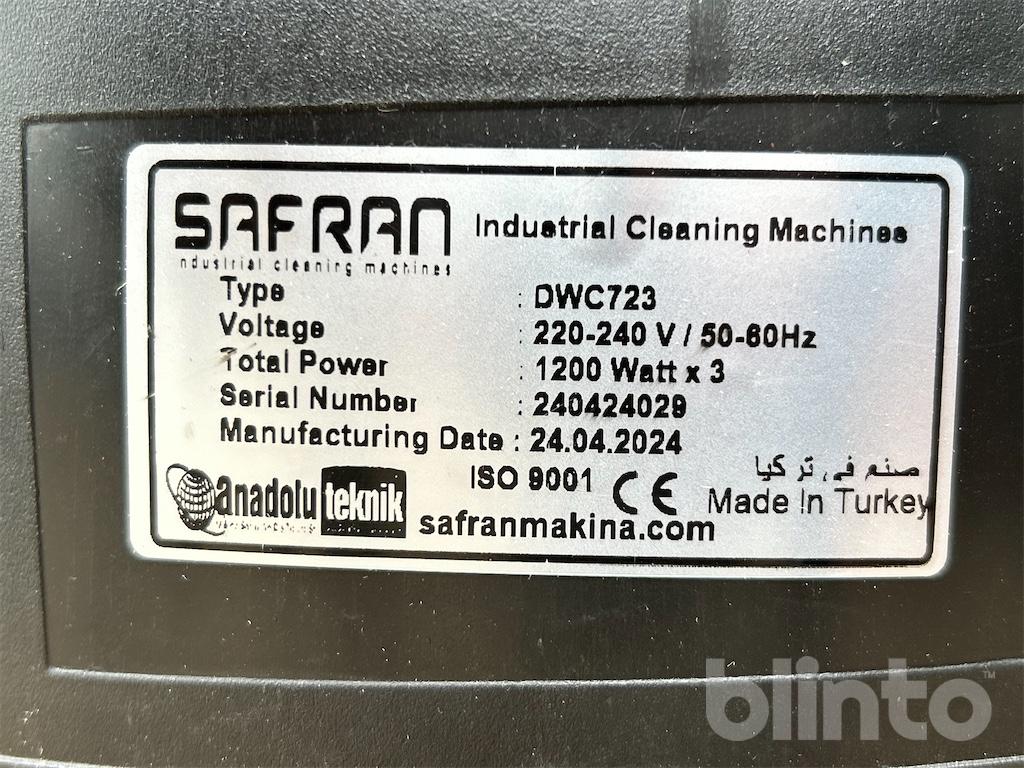 SAFRAN Industrial Cleaning Machines
ndustrial cleaning machines
Type : DWC723
Voltage : 220-240 V / 50-60Hz
Total Power : 1200 Watt x 3
Serial Number : 240424029
Manufacturing Date : 24.04.2024
ISO 9001 CE صنع في تركيا
anadolu teknik Made In Turkey
safranmakina.com
blinto™